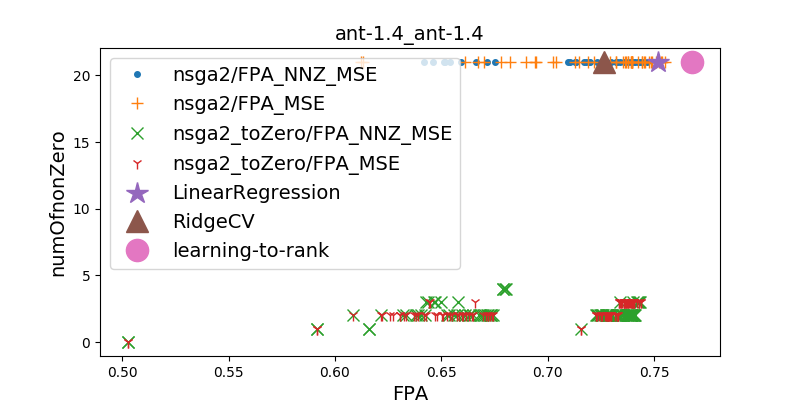 ant-1.4_ant-1.4
numOfnonZero
20
15
10
5
0
nsga2/FPA_NNZ_MSE
nsga2/FPA_MSE
nsga2_toZero/FPA_NNZ_MSE
nsga2_toZero/FPA_MSE
LinearRegression
RidgeCV
learning-to-rank
0.50 0.55 0.60 0.65 0.70 0.75
FPA